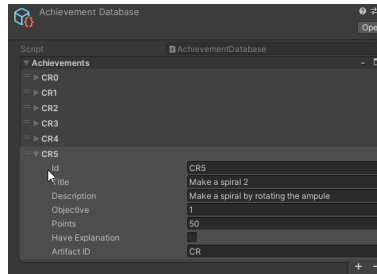 Achievement Database
Ope
Script AchievementDatabase
Achievements
CR0
CR1
CR2
CR3
CR4
CR5
Id CR5
Title Make a spiral 2
Description Make a spiral by rotating the ampule
Objective 1
Points 50
Have Explanation
Artifact ID CR